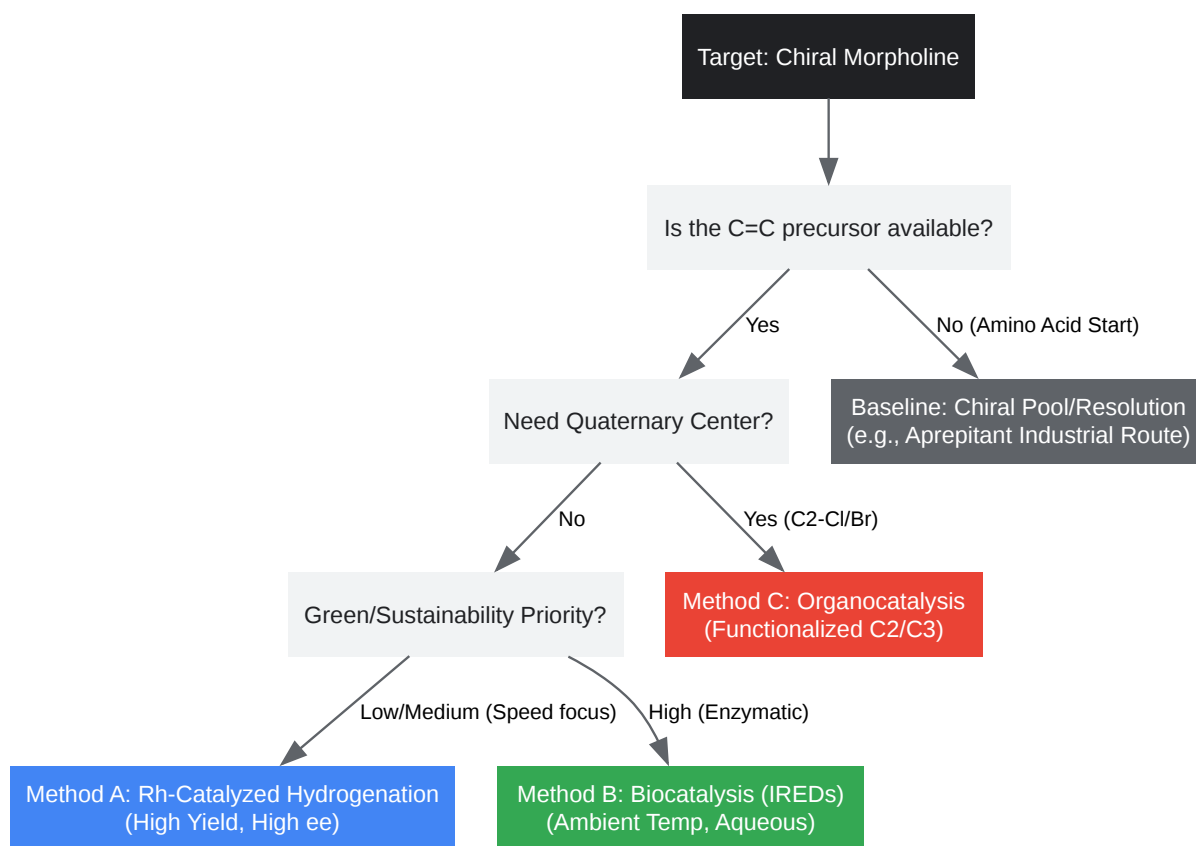 Target: Chiral Morpholine
Is the C=C precursor available?
Yes
No (Amino Acid Start)
Need Quaternary Center?
Baseline: Chiral Pool/Resolution
(e.g., Aprepitant Industrial Route)
No
Yes (C2-Cl/Br)
Green/Sustainability Priority?
Method C: Organocatalysis
(Functionalized C2/C3)
Low/Medium (Speed focus)
High (Enzymatic)
Method A: Rh-Catalyzed Hydrogenation
(High Yield, High ee)
Method B: Biocatalysis (IREDs)
(Ambient Temp, Aqueous)